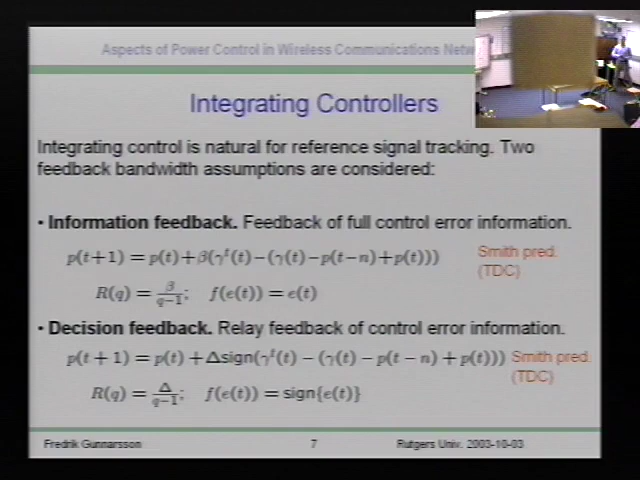 Aspects of Power Control in Wireless Communications Netw
Integrating Controllers
Integrating control is natural for reference signal tracking. Two
feedback bandwidth assumptions are considered:
• Information feedback. Feedback of full control error information.
p(t+1) = p(t)+β(γᵗ(t)−(γ(t)−p(t−n)+p(t))) Smith pred.
(TDC)
R(q) = β/(q−1); f(e(t)) = e(t)
• Decision feedback. Relay feedback of control error information.
p(t + 1) = p(t) + Δsign(γᵗ(t) − (γ(t) − p(t − n) + p(t))) Smith pred.
(TDC)
R(q) = Δ/(q−1); f(e(t)) = sign{e(t)}
Fredrik Gunnarsson 7 Rutgers Univ. 2003-10-03